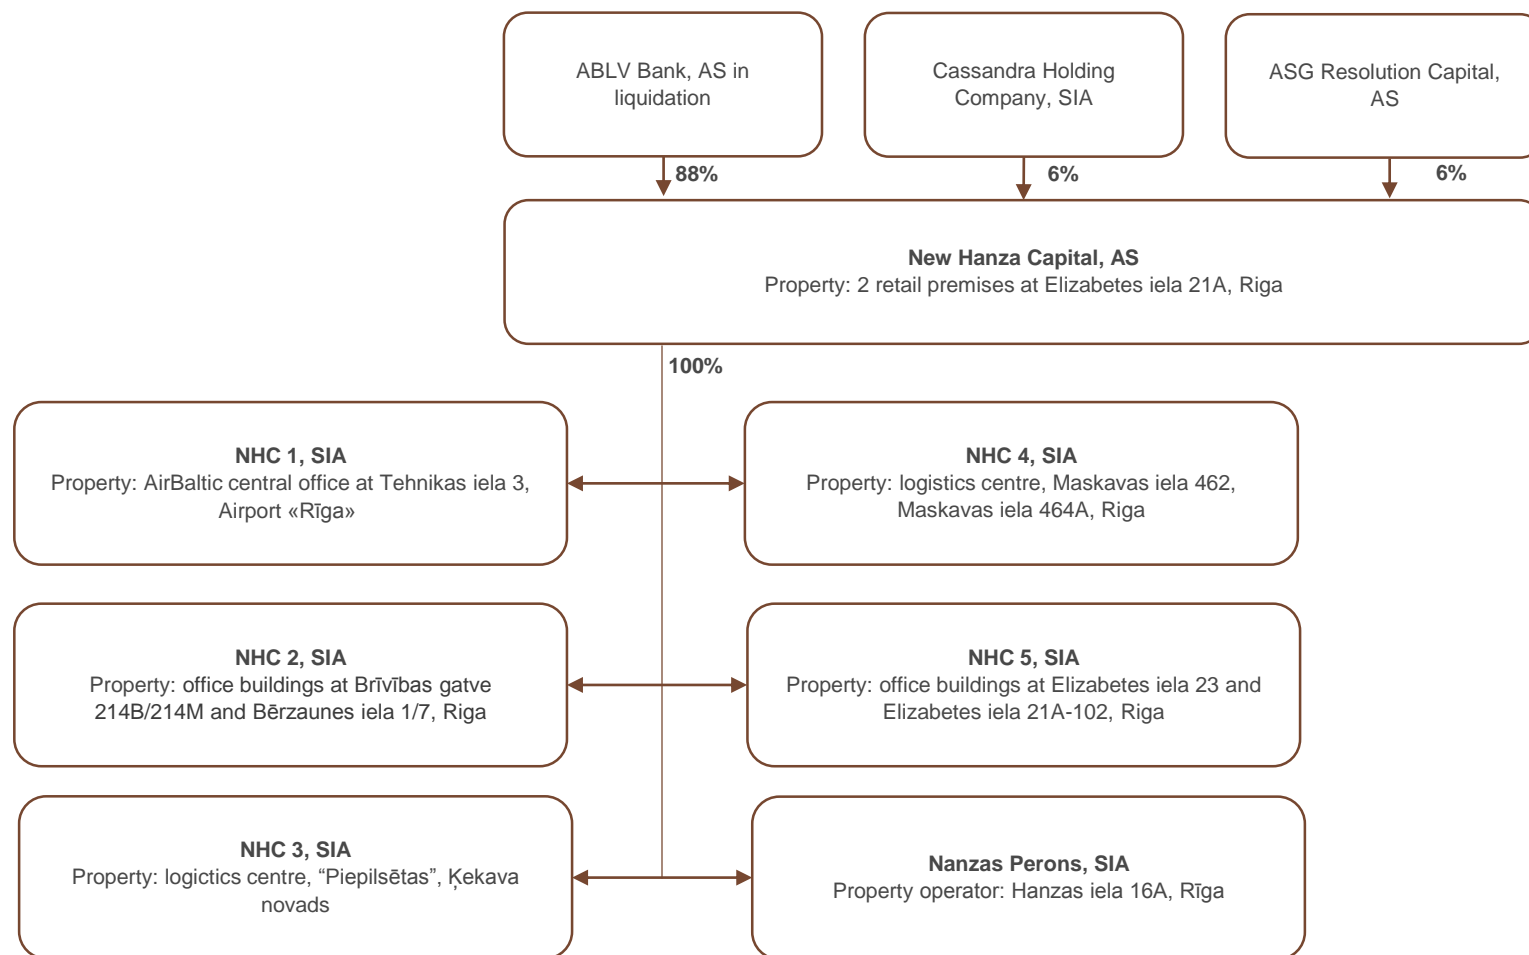 ABLV Bank, AS in
liquidation
Cassandra Holding
Company, SIA
ASG Resolution Capital,
AS
88%
6%
6%
New Hanza Capital, AS
Property: 2 retail premises at Elizabetes iela 21A, Riga
100%
NHC 1, SIA
Property: AirBaltic central office at Tehnikas iela 3,
Airport «Rīga»
NHC 4, SIA
Property: logistics centre, Maskavas iela 462,
Maskavas iela 464A, Riga
NHC 2, SIA
Property: office buildings at Brīvības gatve
214B/214M and Bērzaunes iela 1/7, Riga
NHC 5, SIA
Property: office buildings at Elizabetes iela 23 and
Elizabetes iela 21A-102, Riga
NHC 3, SIA
Property: logictics centre, “Piepilsētas”, Ķekava
novads
Nanzas Perons, SIA
Property operator: Hanzas iela 16A, Rīga